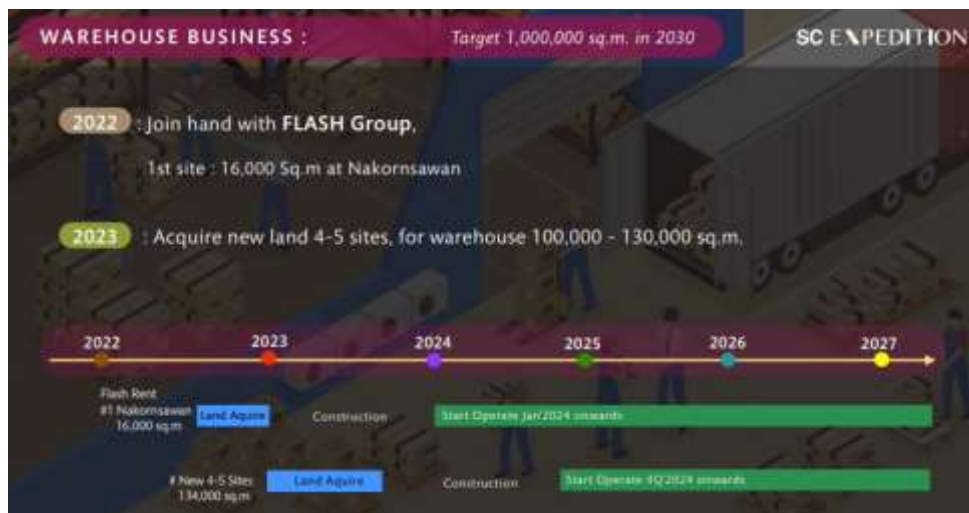 WAREHOUSE BUSINESS :
Target 1,000,000 sq.m. in 2030
SC EXPEDITION
2022 : Join hand with FLASH Group,
1st site : 16,000 Sq.m at Nakornsawan
2023 : Acquire new land 4-5 sites, for warehouse 100,000 - 130,000 sq.m.
2022 2023 2024 2025 2026 2027
Flash Rent
#1 Nakornsawan
16,000 sq.m
Land Aquire
Construction
Start Operate Jan'2024 onwards
# New 4-5 Sites
134,000 sq.m
Land Aquire
Construction
Start Operate 4Q'2024 onwards